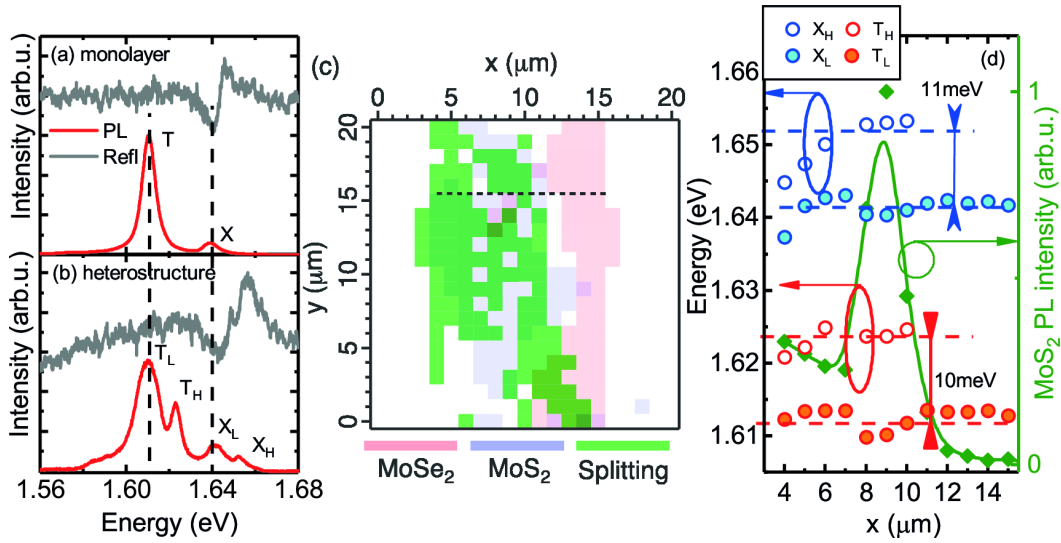 (a) monolayer
Intensity (arb.u.)
PL
Refl
T
X
(b) heterostructure
Intensity (arb.u.)
T_L
T_H
X_L
X_H
1.56 1.60 1.64 1.68
Energy (eV)
(c)
x (μm)
0 5 10 15 20
y (μm)
20
15
10
5
0
MoSe₂ MoS₂ Splitting
X_H T_H
X_L T_L
(d)
Energy (eV)
1.66
1.65
1.64
1.63
1.62
1.61
11meV
10meV
4 6 8 10 12 14
x (μm)
MoS₂ PL intensity (arb.u.)
1
0